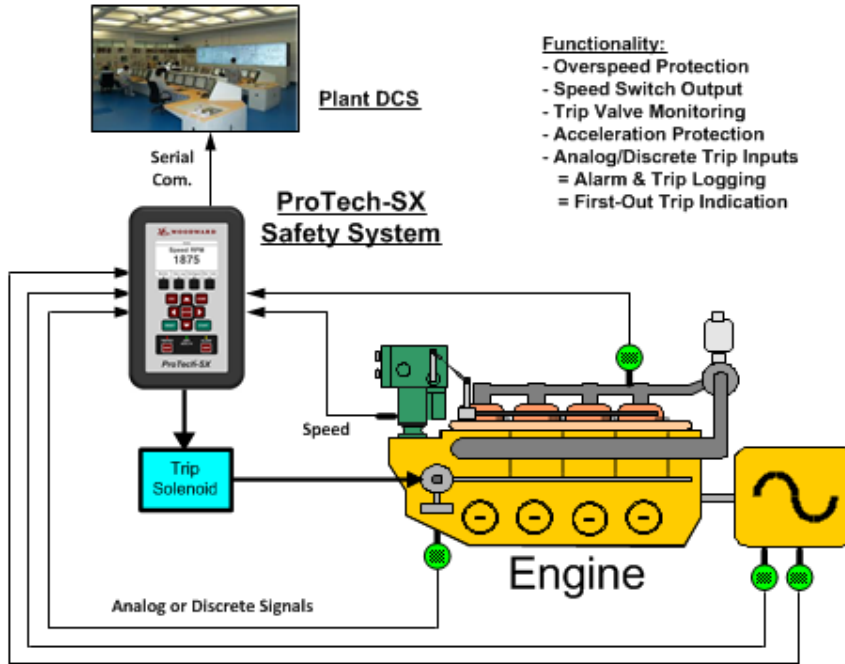 Functionality:
- Overspeed Protection
- Speed Switch Output
- Trip Valve Monitoring
- Acceleration Protection
- Analog/Discrete Trip Inputs
= Alarm & Trip Logging
= First-Out Trip Indication
Plant DCS
Serial
Com.
ProTech-SX
Safety System
WOODWARD
Speed RPM
1875
ProTech-SX
Speed
Trip
Solenoid
Engine
Analog or Discrete Signals